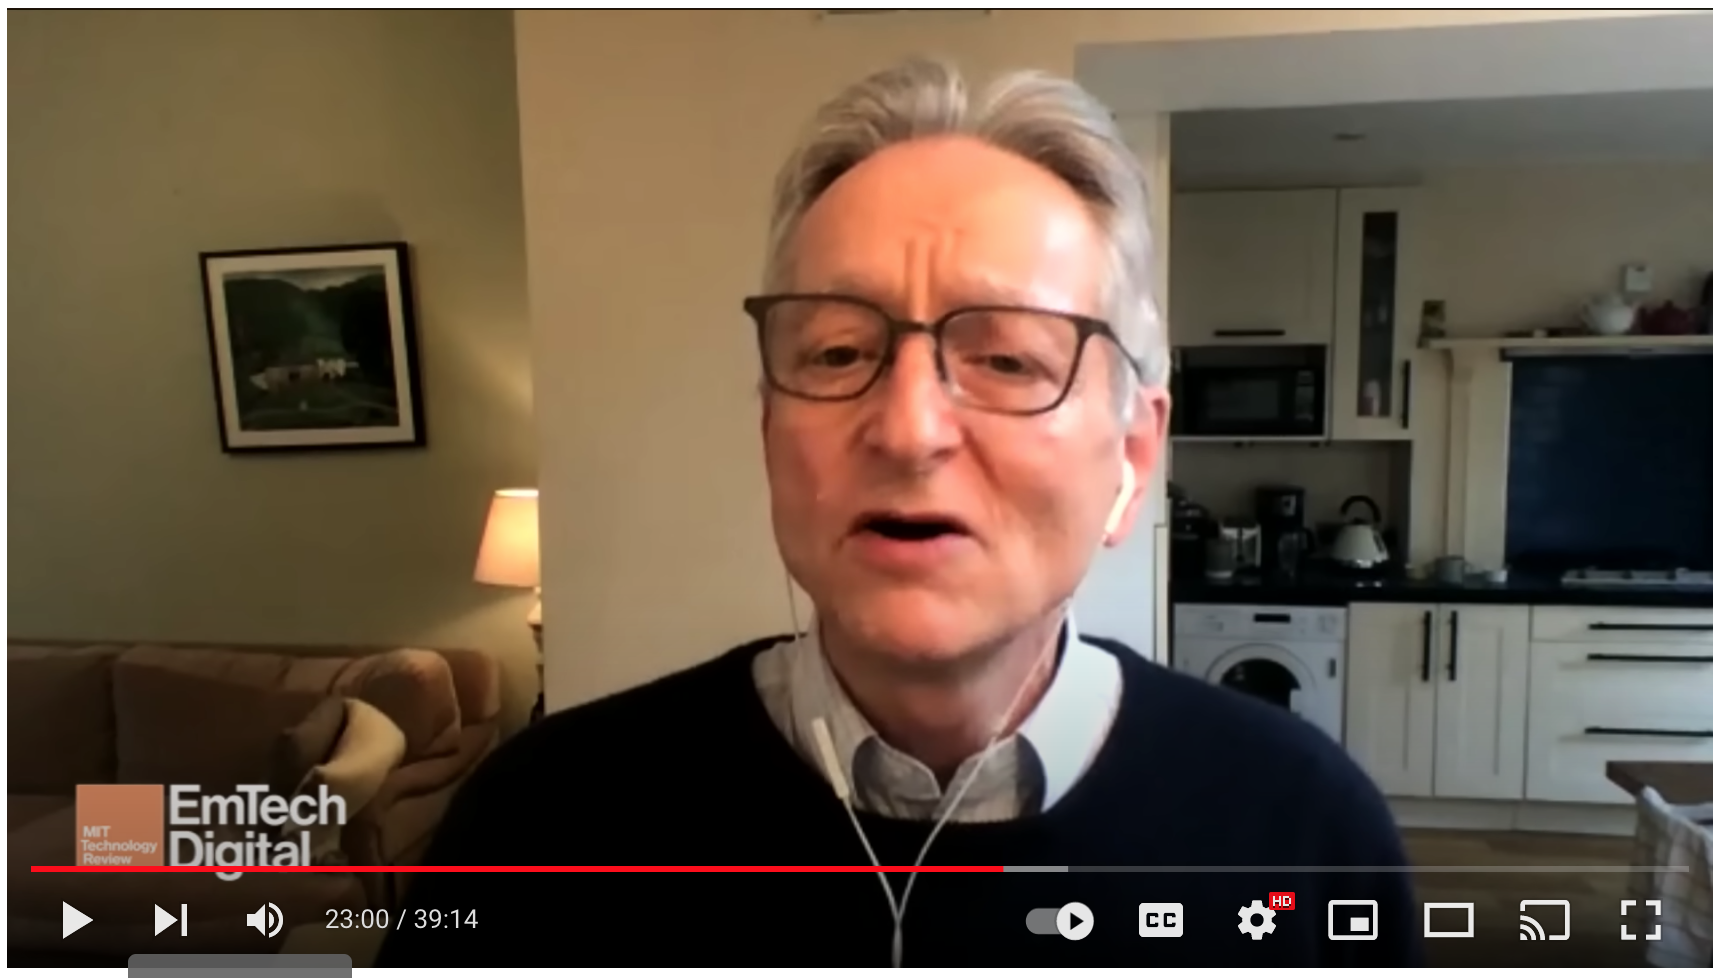 EmTech
Digital
MIT
Technology
Review
23:00 / 39:14
CC
HD